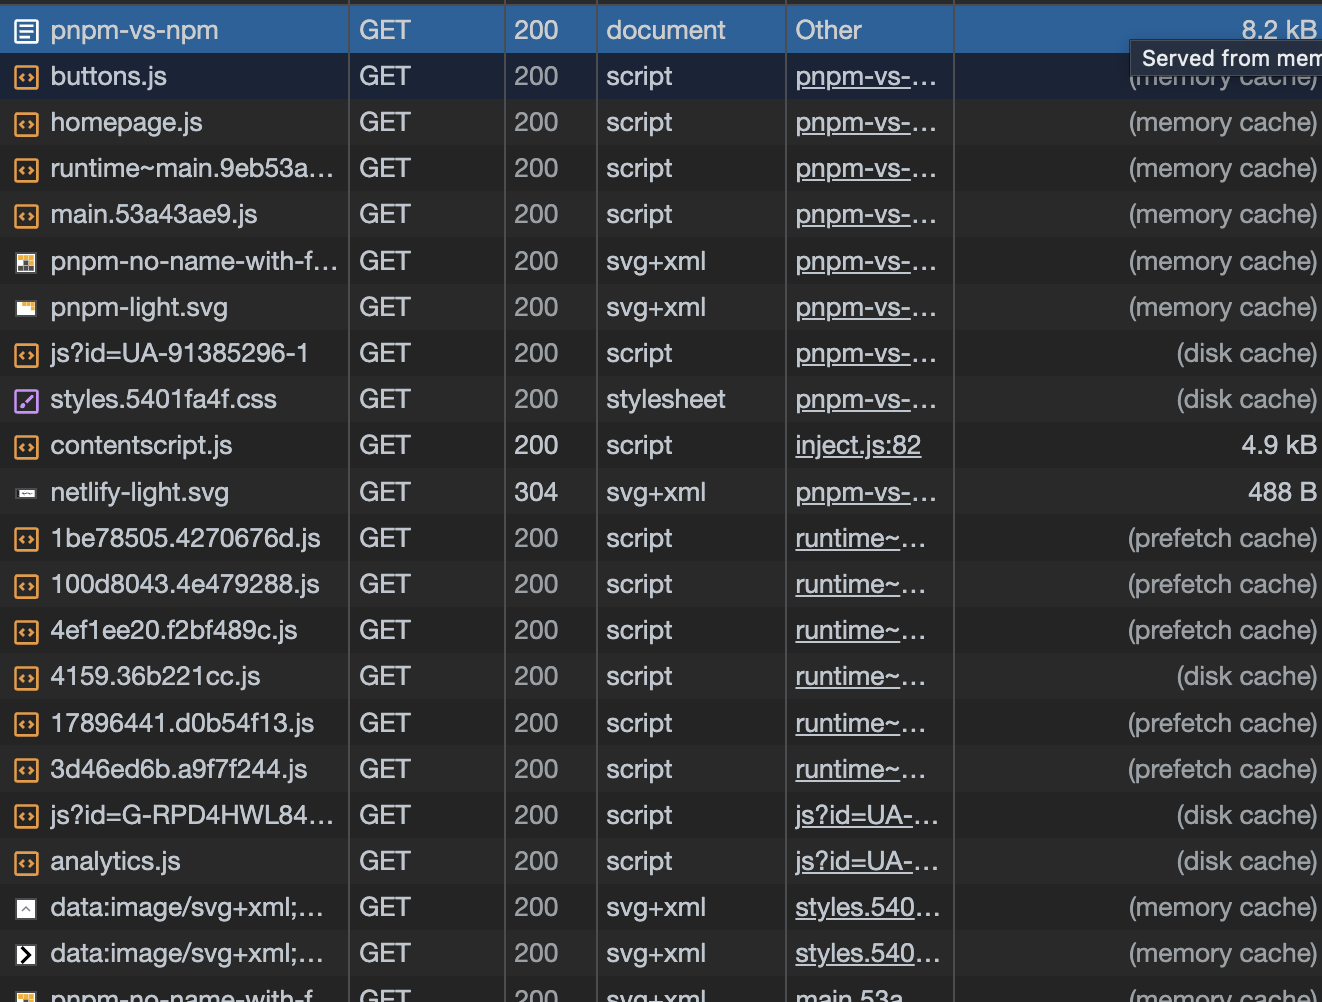 pnpm-vs-npm GET 200 document Other 8.2 kB
Served from mem
buttons.js GET 200 script pnpm-vs-… (memory cache)
homepage.js GET 200 script pnpm-vs-… (memory cache)
runtime~main.9eb53a… GET 200 script pnpm-vs-… (memory cache)
main.53a43ae9.js GET 200 script pnpm-vs-… (memory cache)
pnpm-no-name-with-f… GET 200 svg+xml pnpm-vs-… (memory cache)
pnpm-light.svg GET 200 svg+xml pnpm-vs-… (memory cache)
js?id=UA-91385296-1 GET 200 script pnpm-vs-… (disk cache)
styles.5401fa4f.css GET 200 stylesheet pnpm-vs-… (disk cache)
contentscript.js GET 200 script inject.js:82 4.9 kB
netlify-light.svg GET 304 svg+xml pnpm-vs-… 488 B
1be78505.4270676d.js GET 200 script runtime~… (prefetch cache)
100d8043.4e479288.js GET 200 script runtime~… (prefetch cache)
4ef1ee20.f2bf489c.js GET 200 script runtime~… (prefetch cache)
4159.36b221cc.js GET 200 script runtime~… (disk cache)
17896441.d0b54f13.js GET 200 script runtime~… (prefetch cache)
3d46ed6b.a9f7f244.js GET 200 script runtime~… (prefetch cache)
js?id=G-RPD4HWL84… GET 200 script js?id=UA-… (disk cache)
analytics.js GET 200 script js?id=UA-… (disk cache)
data:image/svg+xml;… GET 200 svg+xml styles.540… (memory cache)
data:image/svg+xml;… GET 200 svg+xml styles.540… (memory cache)
pnpm-no-name-with-f… GET 200 svg+xml main.53a… (memory cache)